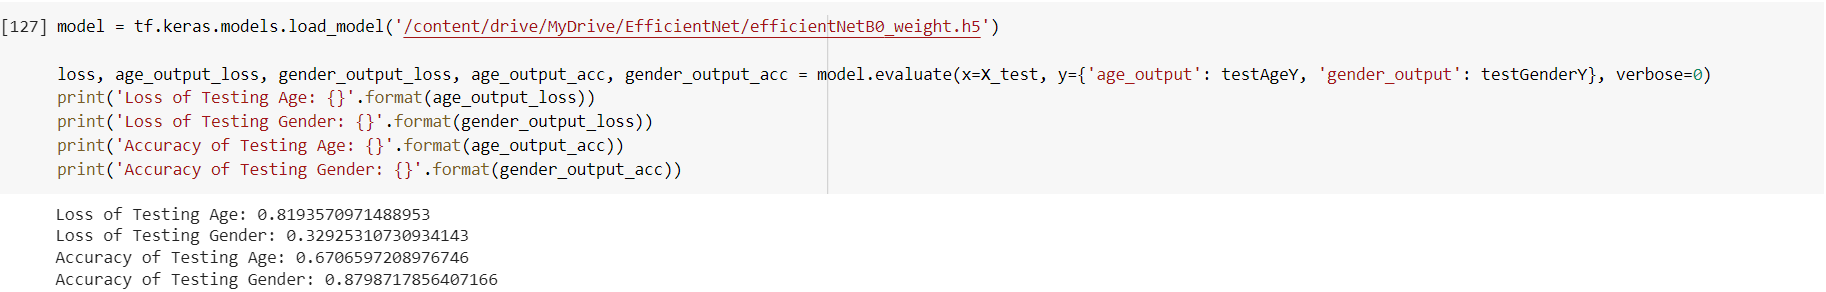 [127] model = tf.keras.models.load_model('/content/drive/MyDrive/EfficientNet/efficientNetB0_weight.h5')
loss, age_output_loss, gender_output_loss, age_output_acc, gender_output_acc = model.evaluate(x=X_test, y={'age_output': testAgeY, 'gender_output': testGenderY}, verbose=0)
print('Loss of Testing Age: {}'.format(age_output_loss))
print('Loss of Testing Gender: {}'.format(gender_output_loss))
print('Accuracy of Testing Age: {}'.format(age_output_acc))
print('Accuracy of Testing Gender: {}'.format(gender_output_acc))
Loss of Testing Age: 0.8193570971488953
Loss of Testing Gender: 0.32925310730934143
Accuracy of Testing Age: 0.6706597208976746
Accuracy of Testing Gender: 0.8798717856407166